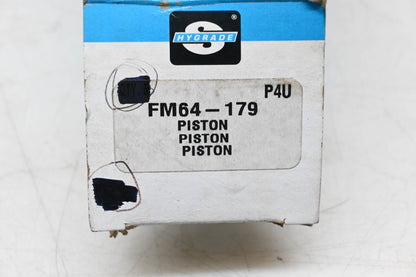 S
HYGRADE
®
P4U
FM64-179
PISTON
PISTON
PISTON